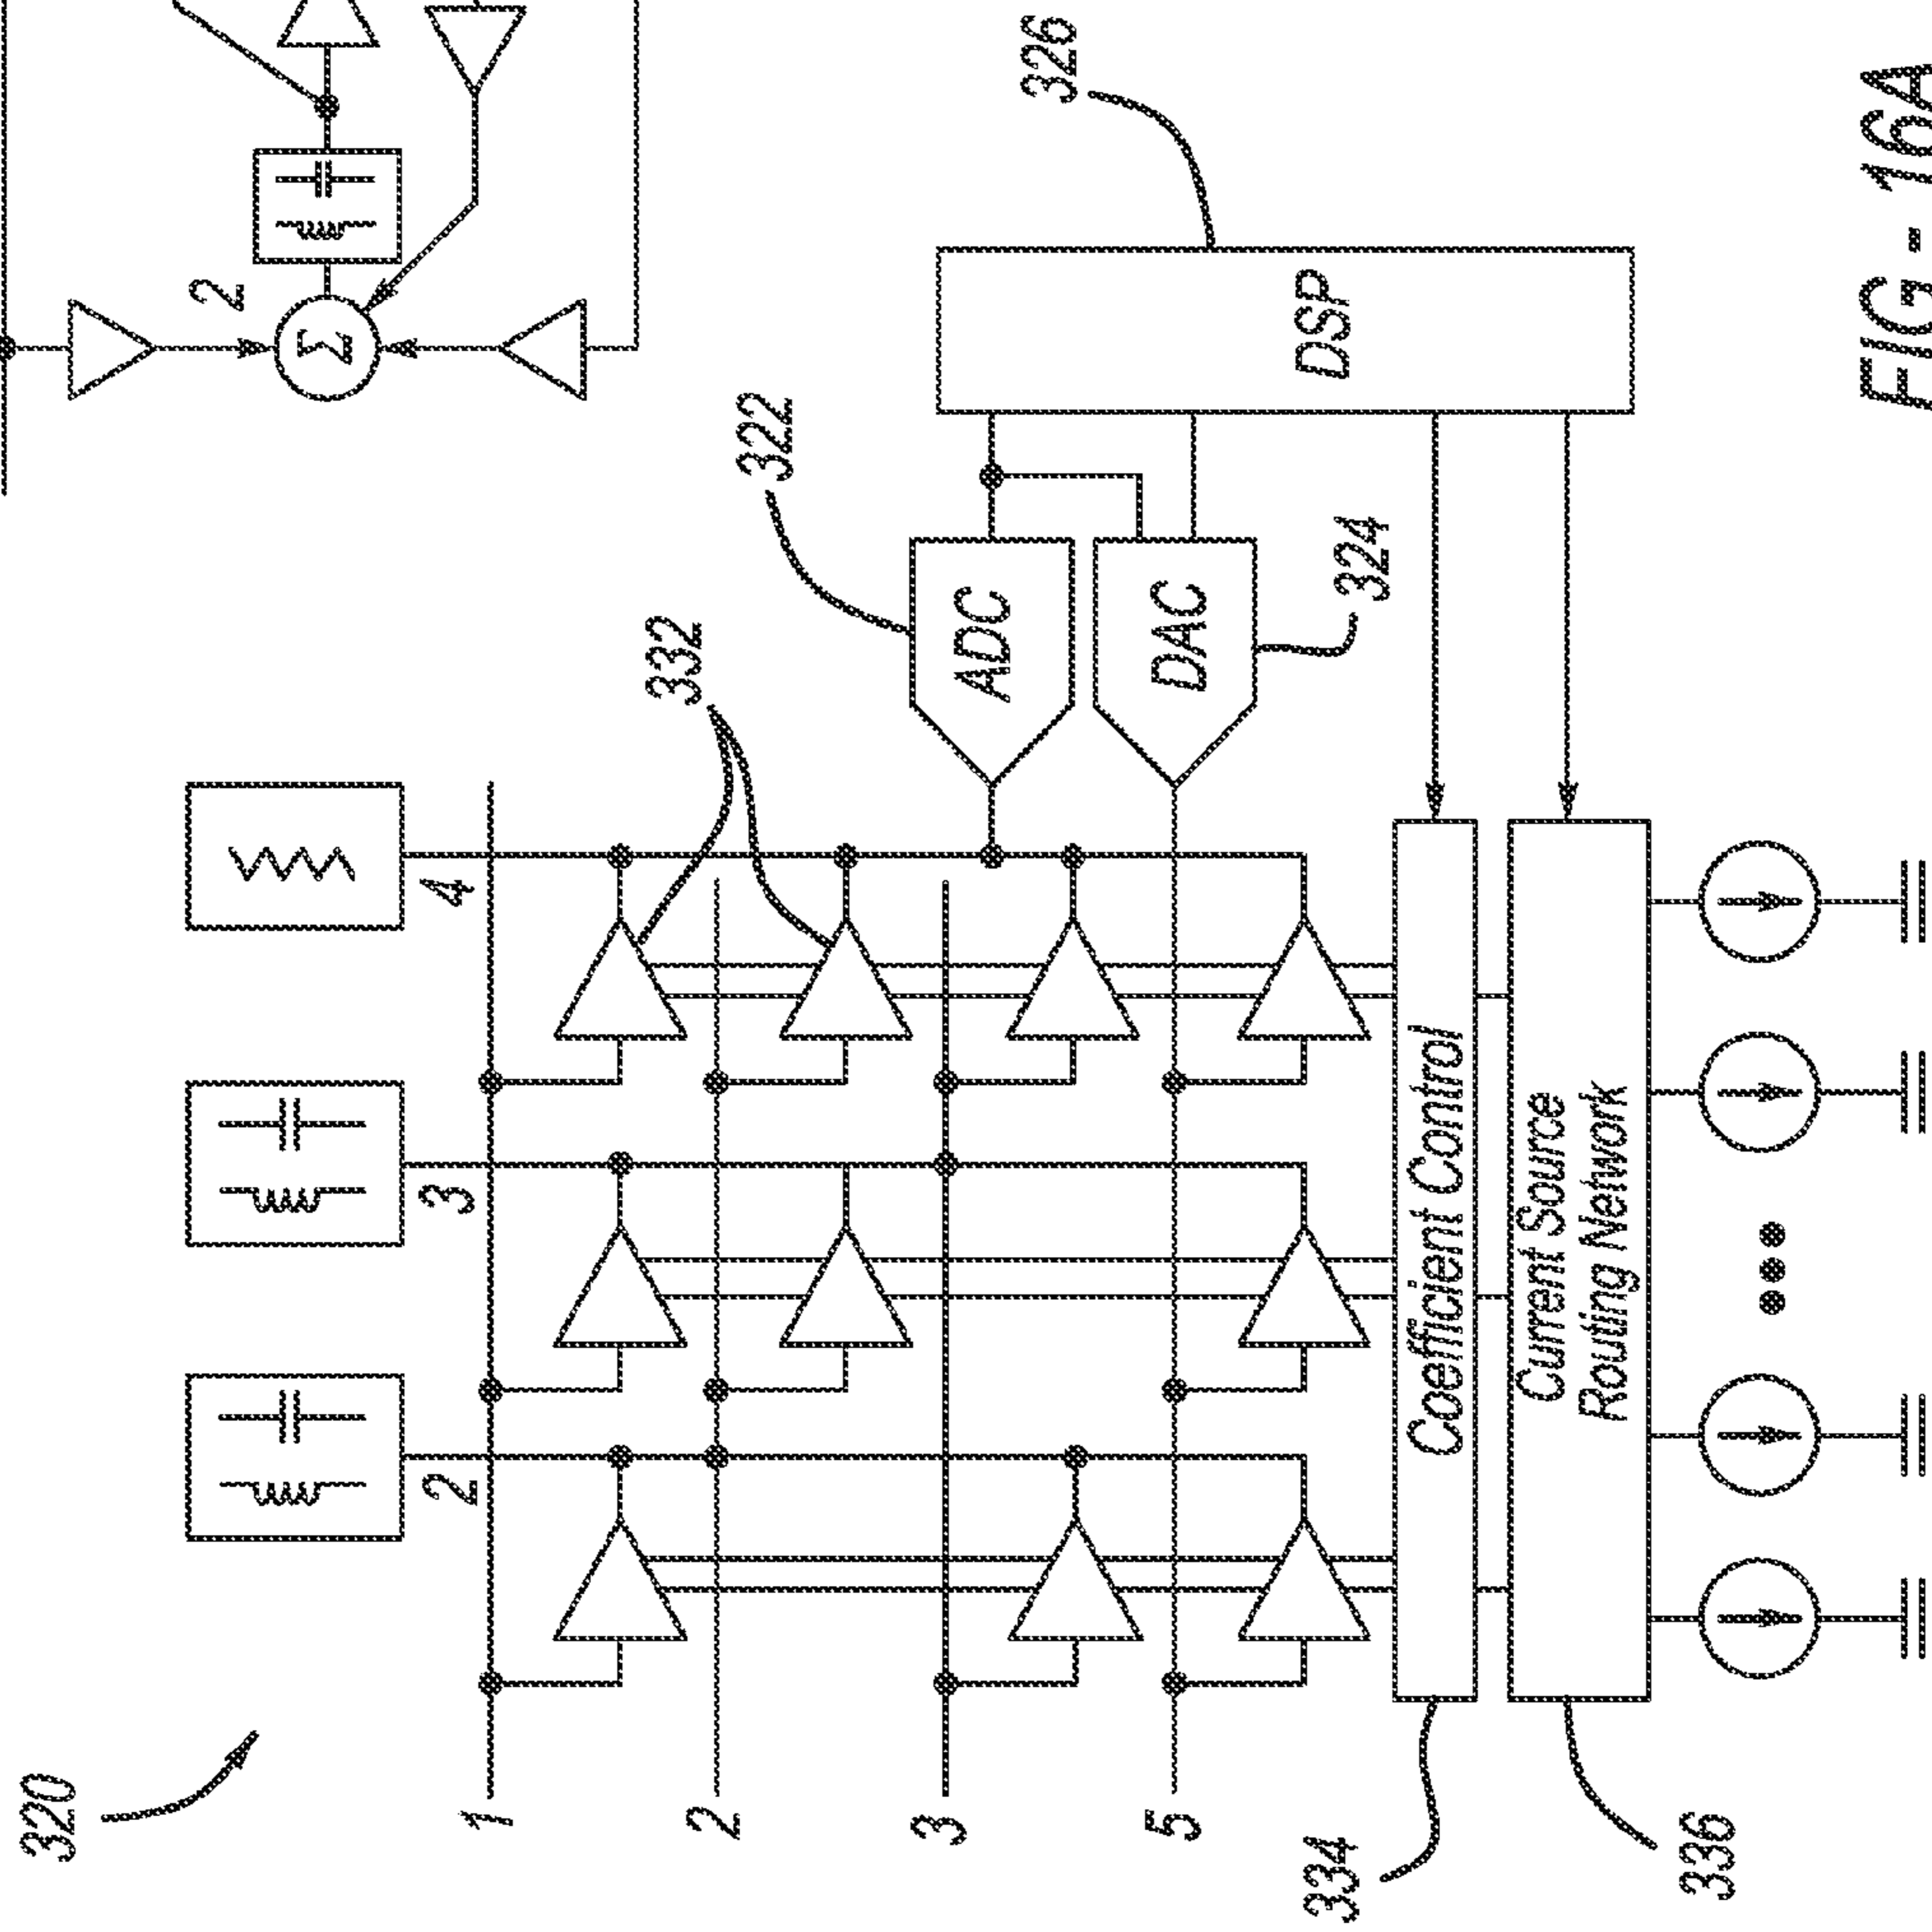 320
2
Σ
2
3
4
1
332
2
322
3
ADC
326
5
DAC
334
324
DSP
Coefficient Control
Current Source
Routing Network
336
FIG - 16A